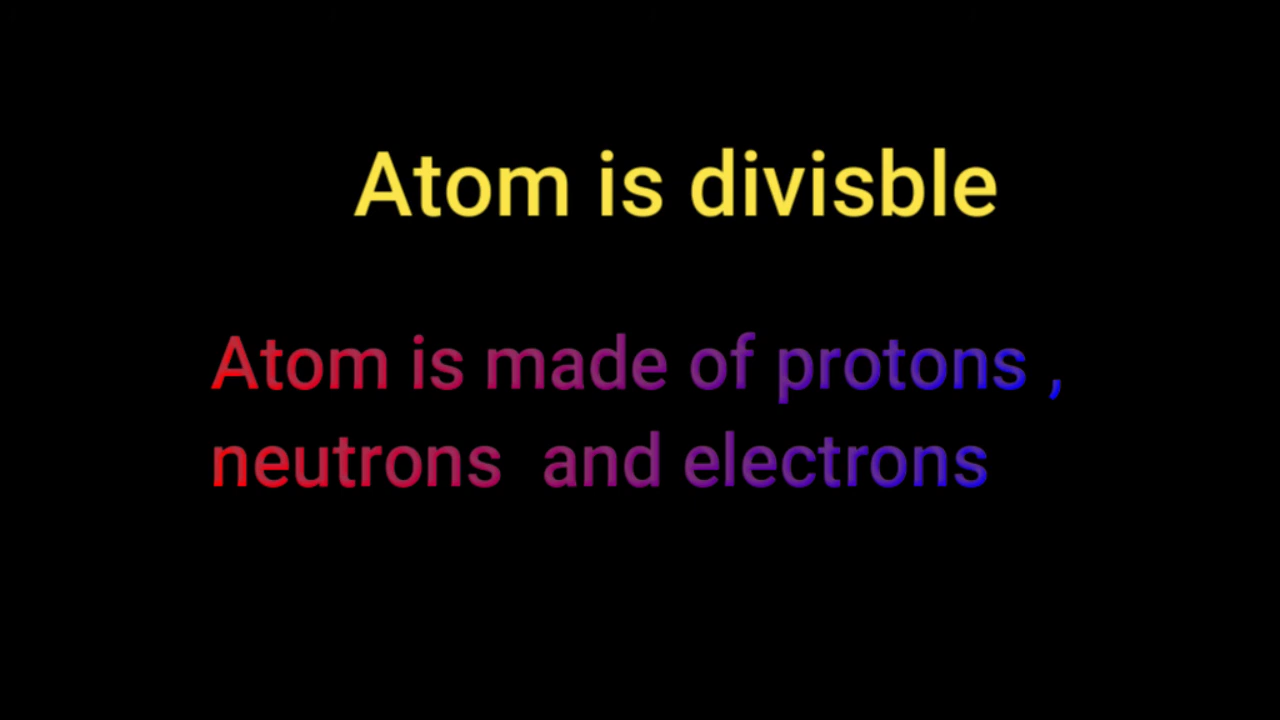 Atom is divisble
Atom is made of protons ,
neutrons  and electrons